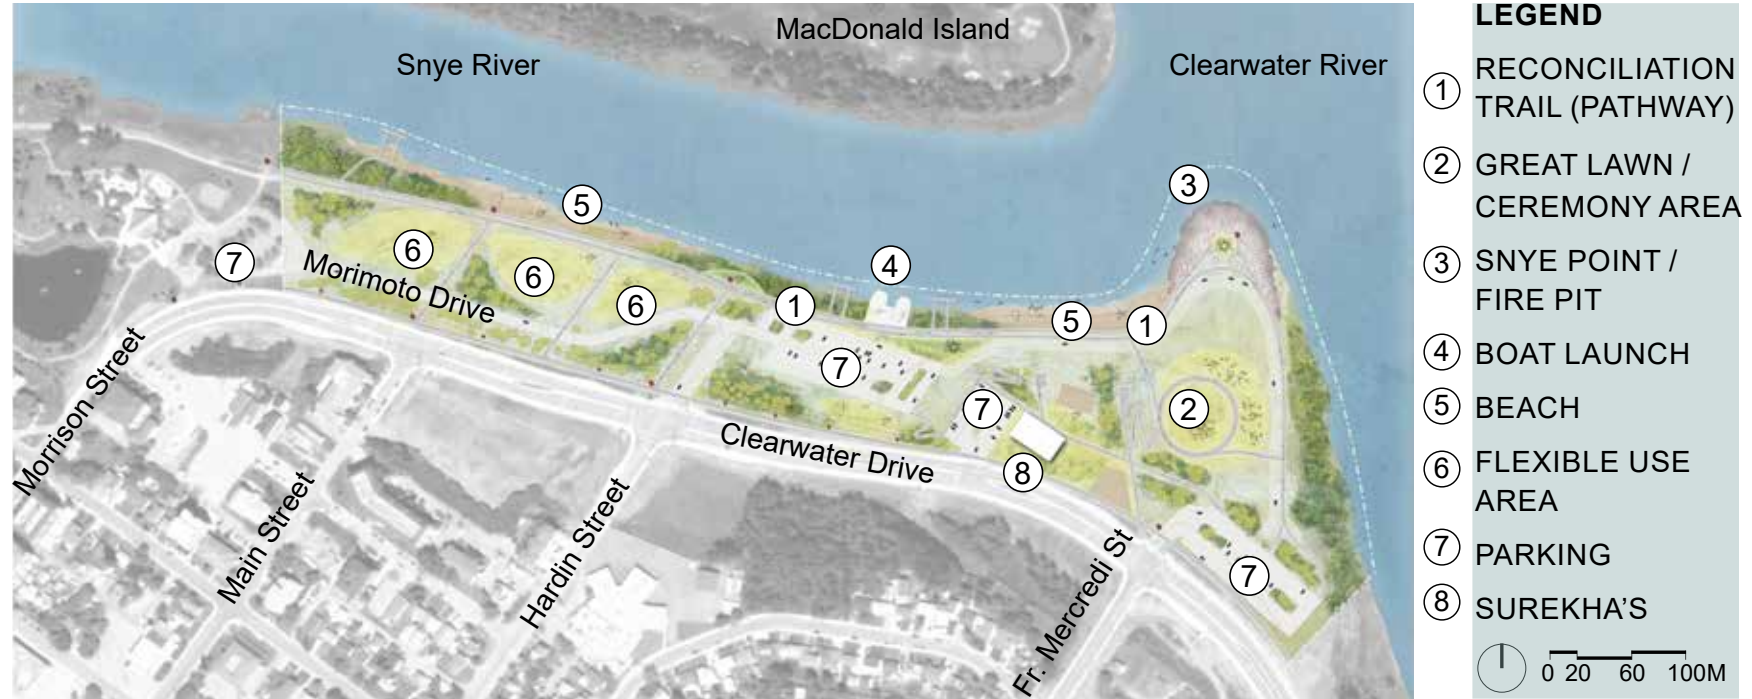 MacDonald Island
Snye River
Clearwater River
3
5
6
7
6
4
Morimoto Drive
6
1
5
1
7
Morrison Street
7
2
Clearwater Drive
8
Main Street
Hardin Street
Fr. Mercredi St
7
LEGEND
1 RECONCILIATION
TRAIL (PATHWAY)
2 GREAT LAWN /
CEREMONY AREA
3 SNYE POINT /
FIRE PIT
4 BOAT LAUNCH
5 BEACH
6 FLEXIBLE USE
AREA
7 PARKING
8 SUREKHA'S
0 20 60 100M